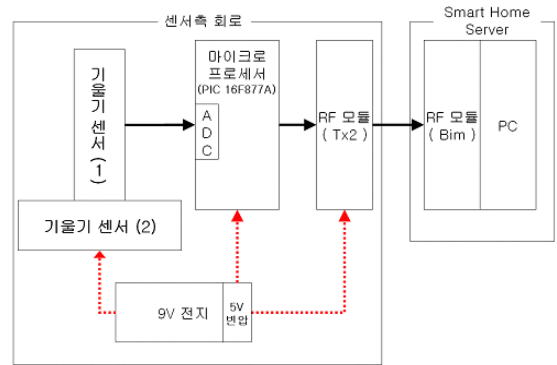 센서측 회로
Smart Home
Server
기울기 센서 (1)
마이크로
프로세서
(PIC 16F877A)
A
D
C
RF 모듈
( Tx2 )
RF 모듈
( Bim )
PC
기울기 센서 (2)
9V 전지
5V
변압